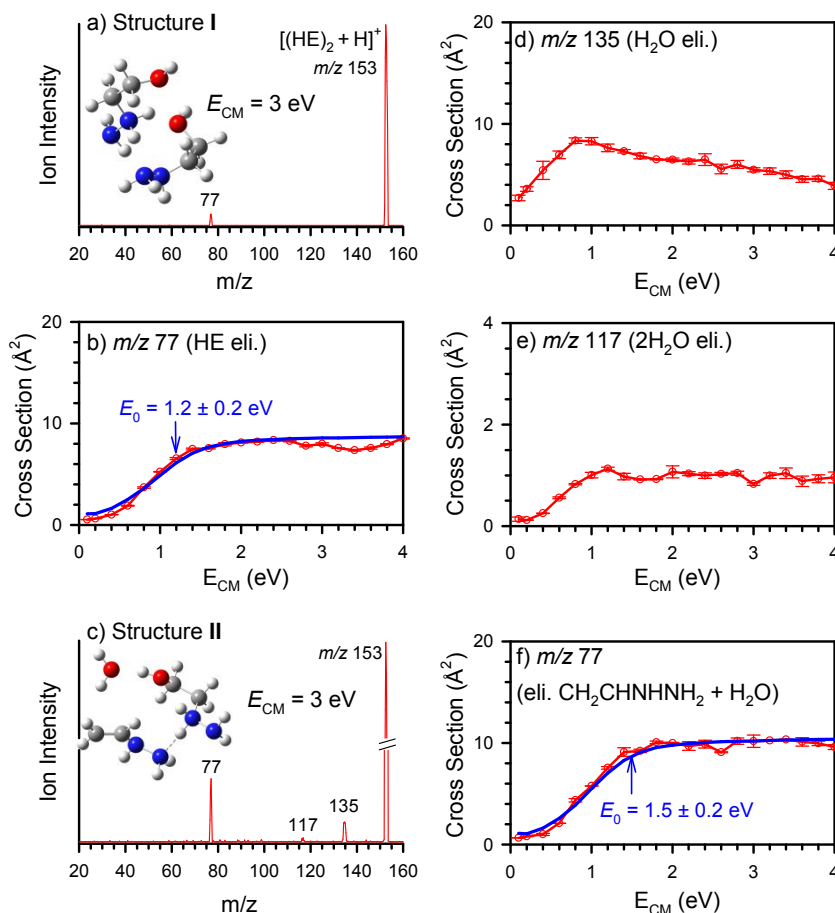 a) Structure I
[(HE)2 + H]+
m/z 153
ECM = 3 eV
77
Ion Intensity
20 40 60 80 100 120 140 160
m/z
d) m/z 135 (H2O eli.)
Cross Section (Å2)
20
10
0
0 1 2 3 4
ECM (eV)
b) m/z 77 (HE eli.)
E0 = 1.2 ± 0.2 eV
Cross Section (Å2)
20
10
0
0 1 2 3 4
ECM (eV)
e) m/z 117 (2H2O eli.)
Cross Section (Å2)
4
2
0
0 1 2 3 4
ECM (eV)
c) Structure II
m/z 153
ECM = 3 eV
77
117
135
Ion Intensity
20 40 60 80 100 120 140 160
m/z
f) m/z 77
(eli. CH2CHNHNH2 + H2O)
E0 = 1.5 ± 0.2 eV
Cross Section (Å2)
20
10
0
0 1 2 3 4
ECM (eV)